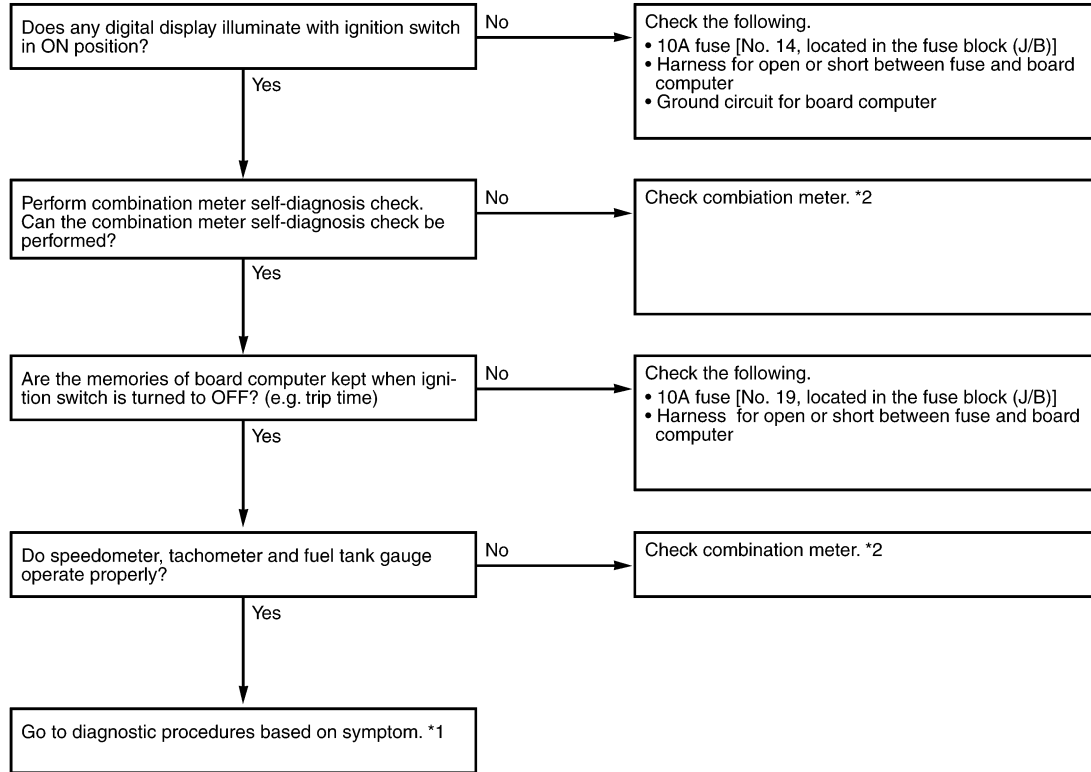 Does any digital display illuminate with ignition switch
in ON position?
No
Check the following.
• 10A fuse [No. 14, located in the fuse block (J/B)]
• Harness for open or short between fuse and board
computer
• Ground circuit for board computer
Yes
Perform combination meter self-diagnosis check.
Can the combination meter self-diagnosis check be
performed?
No
Check combiation meter. *2
Yes
Are the memories of board computer kept when igni-
tion switch is turned to OFF? (e.g. trip time)
No
Check the following.
• 10A fuse [No. 19, located in the fuse block (J/B)]
• Harness for open or short between fuse and board
computer
Yes
Do speedometer, tachometer and fuel tank gauge
operate properly?
No
Check combination meter. *2
Yes
Go to diagnostic procedures based on symptom. *1